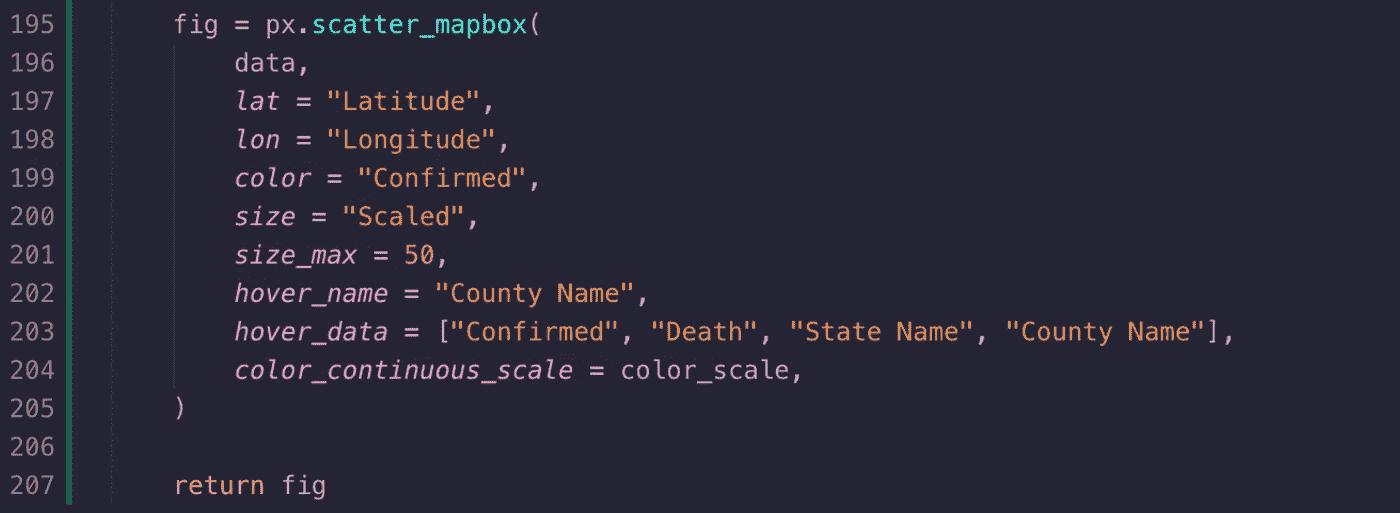 195 fig = px.scatter_mapbox(
196 data,
197 lat = "Latitude",
198 lon = "Longitude",
199 color = "Confirmed",
200 size = "Scaled",
201 size_max = 50,
202 hover_name = "County Name",
203 hover_data = ["Confirmed", "Death", "State Name", "County Name"],
204 color_continuous_scale = color_scale,
205 )
206
207 return fig